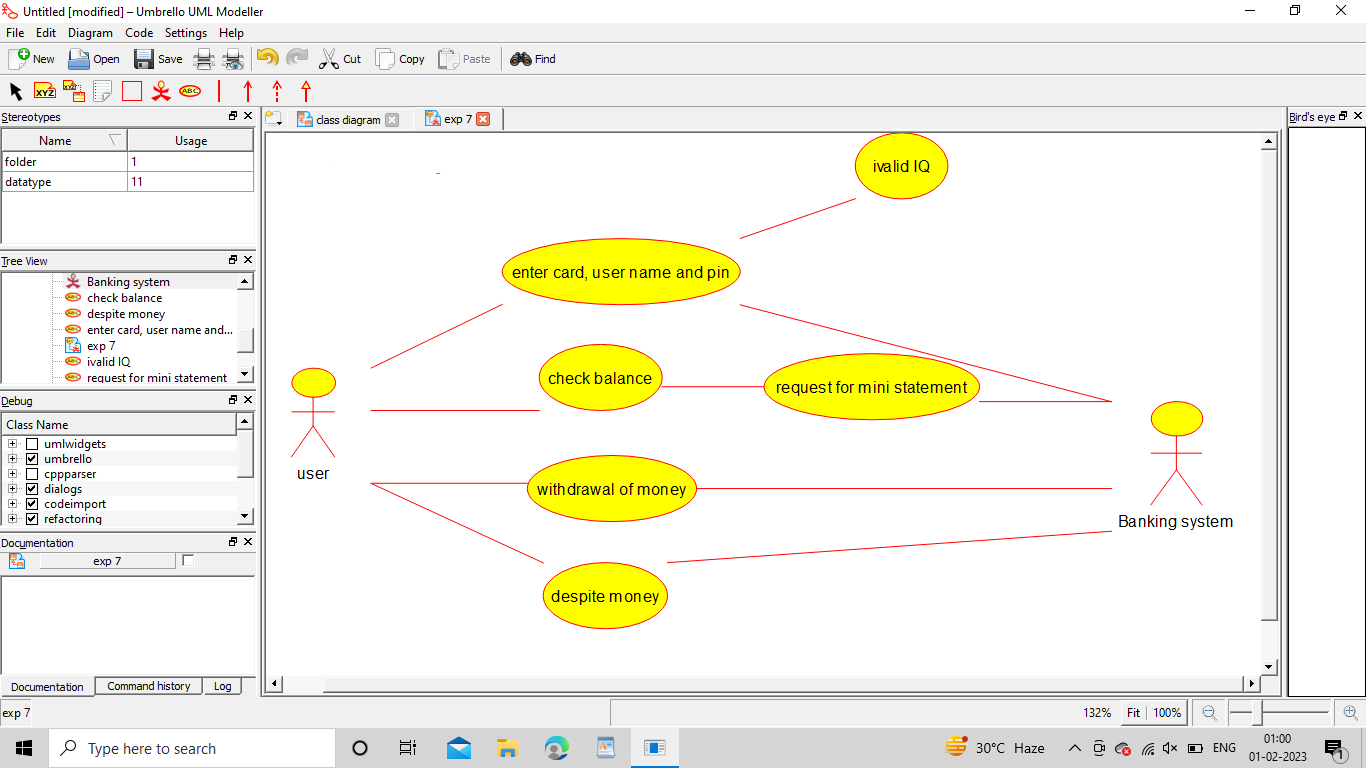 Untitled [modified] – Umbrello UML Modeller
File Edit Diagram Code Settings Help
New Open Save Cut Copy Paste Find
XYZ XYZ ABC
Stereotypes
Name Usage
folder 1
datatype 11
Tree View
Banking system
check balance
despite money
enter card, user name and...
exp 7
ivalid IQ
request for mini statement
Debug
Class Name
umlwidgets
umbrello
cppparser
dialogs
codeimport
refactoring
Documentation
exp 7
Documentation Command history Log
exp 7
class diagram exp 7
ivalid IQ
enter card, user name and pin
check balance
request for mini statement
user
withdrawal of money
Banking system
despite money
Bird's eye
132% Fit 100%
Type here to search
30°C Haze
ENG
01:00
01-02-2023
1